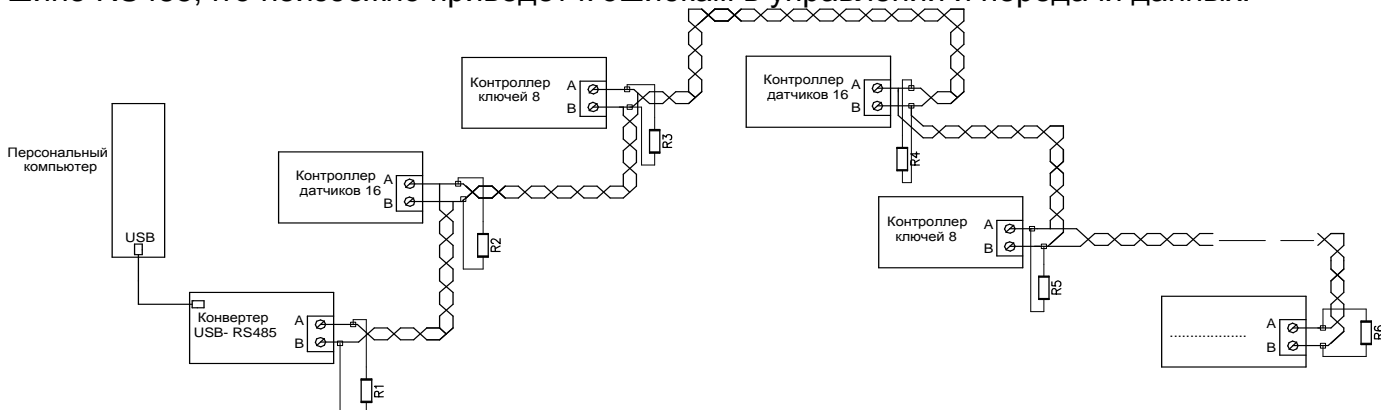 шине RS485, что неизбежно приведет к ошибкам в управлении и передачи данных.
Контроллер
ключей 8
A
B
R3
Контроллер
датчиков 16
A
B
R4
Персональный
компьютер
USB
Контроллер
датчиков 16
A
B
R2
Контроллер
ключей 8
A
B
R5
Конвертер
USB- RS485
A
B
R1
....................
A
B
R6